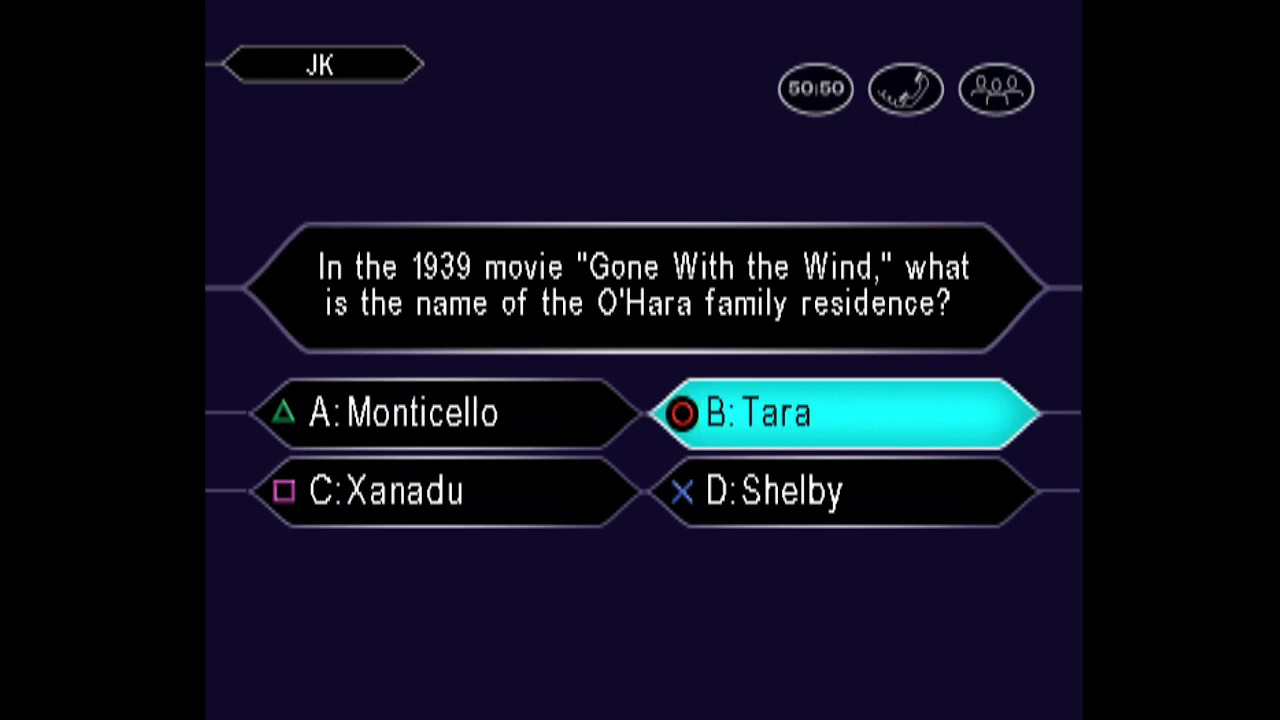 JK
50:50
In the 1939 movie "Gone With the Wind," what
is the name of the O'Hara family residence?
A: Monticello
B: Tara
C: Xanadu
D: Shelby